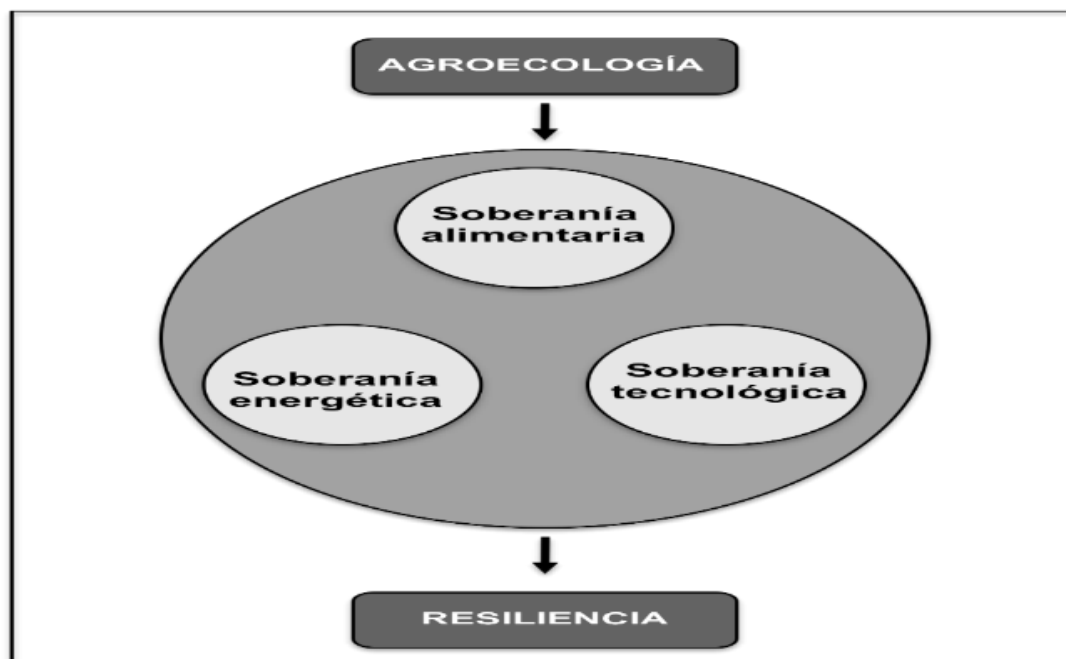 AGROECOLOGÍA
Soberanía
alimentaria
Soberanía
energética
Soberanía
tecnológica
RESILIENCIA